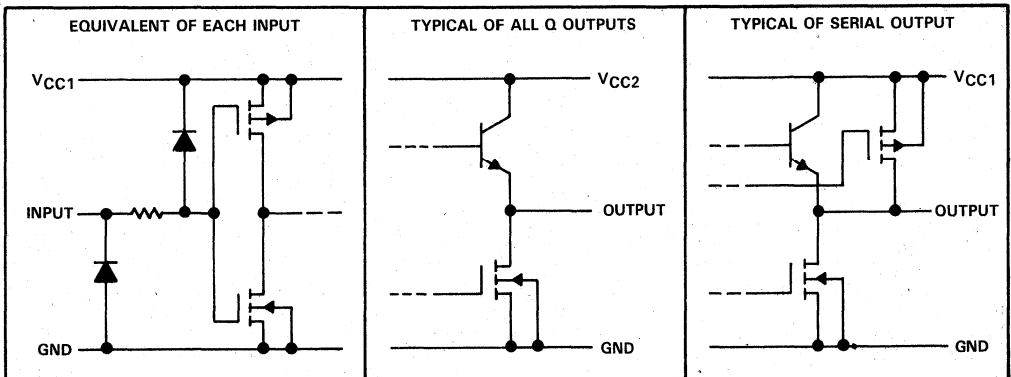 EQUIVALENT OF EACH INPUT
VCC1
INPUT
GND
TYPICAL OF ALL Q OUTPUTS
VCC2
OUTPUT
GND
TYPICAL OF SERIAL OUTPUT
VCC1
OUTPUT
GND